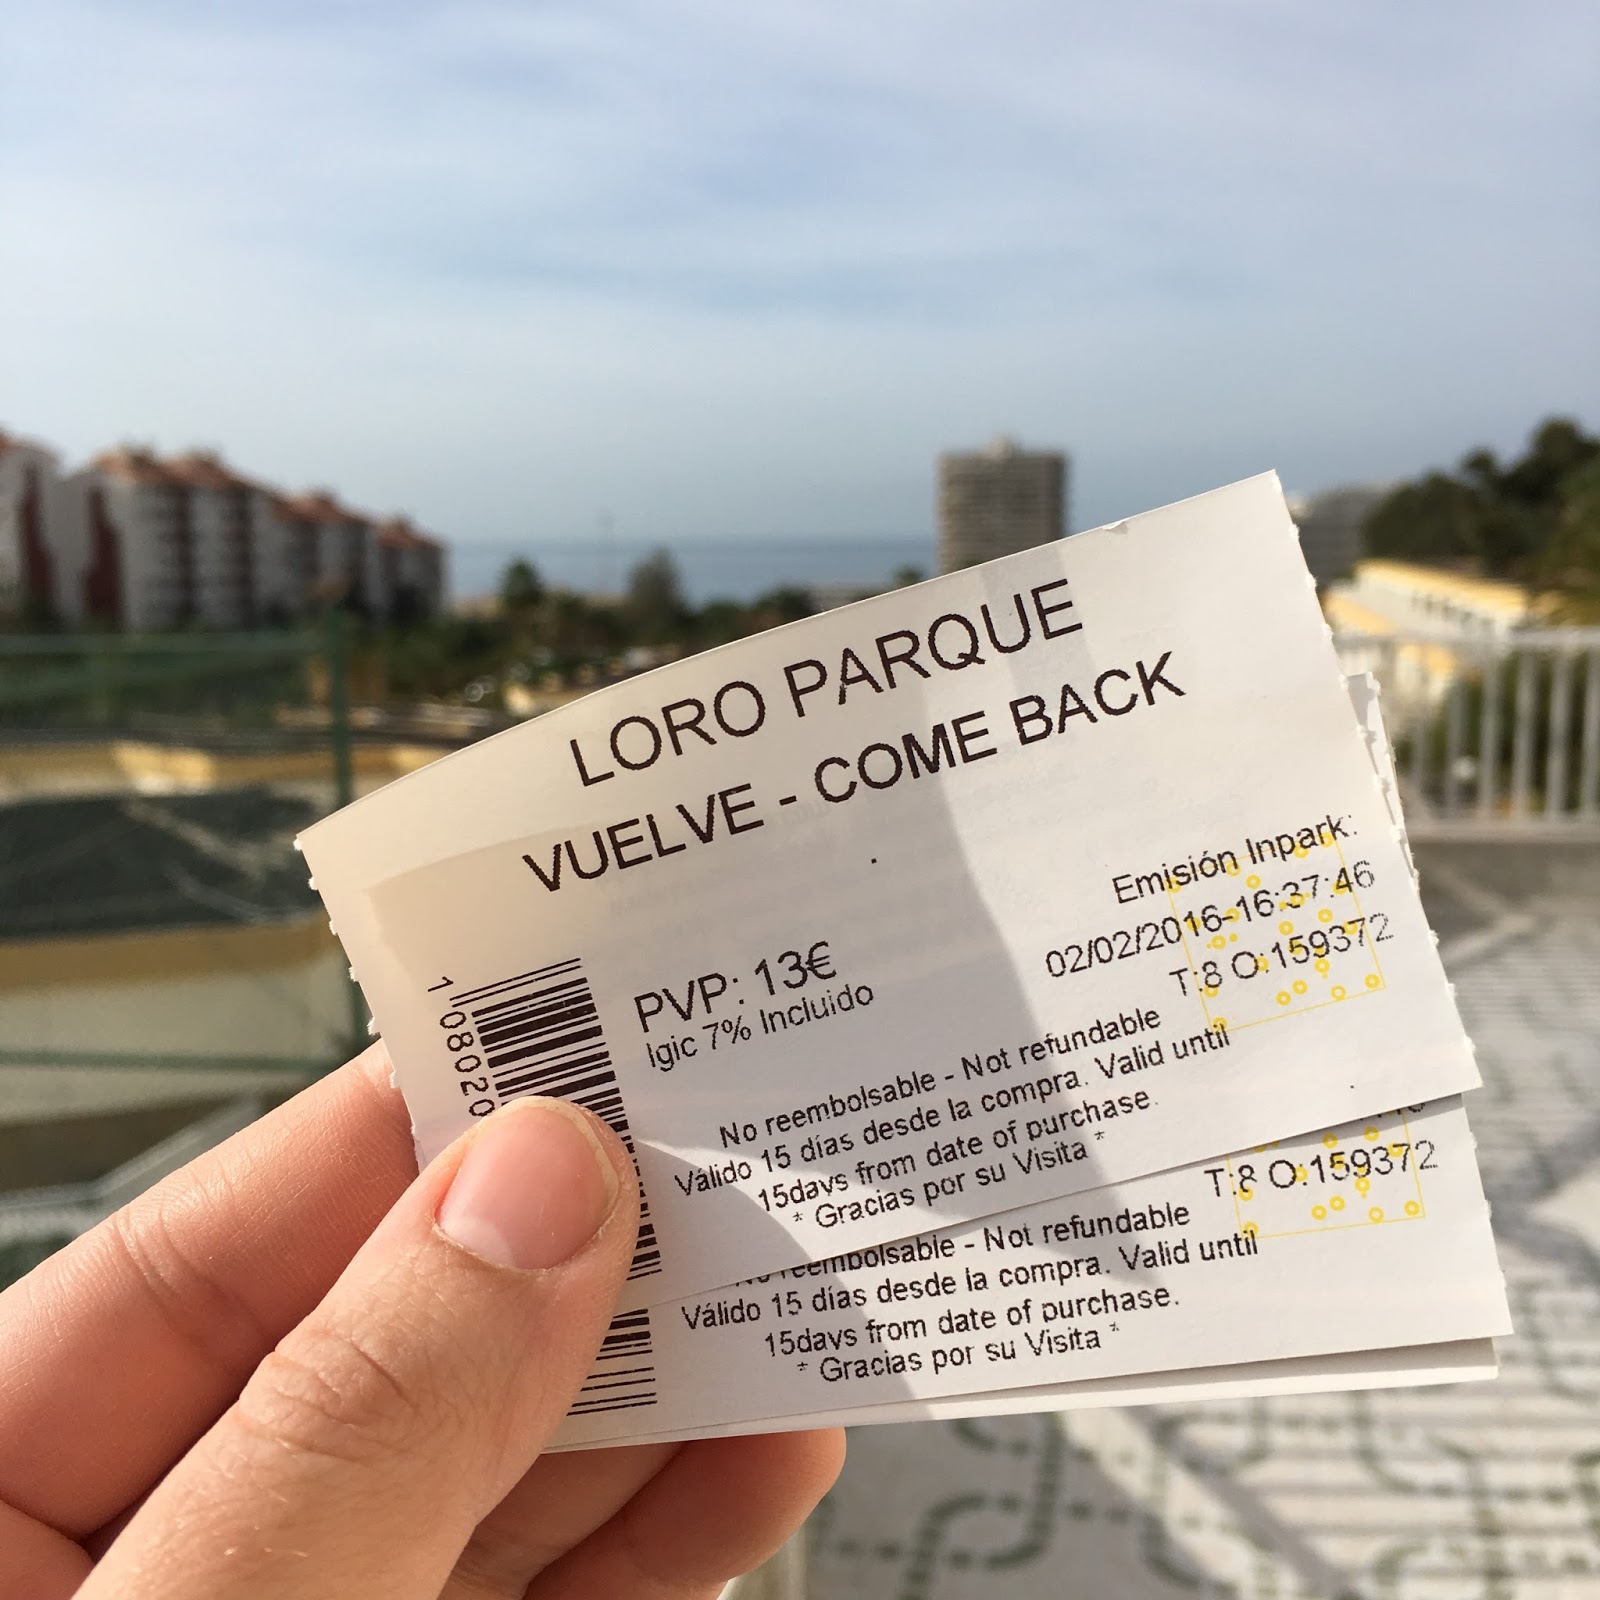 LORO PARQUE
VUELVE - COME BACK
Emisión Inpark:
02/02/2016-16:37:46
T:8 O:159372
PVP: 13€
Igic 7% Incluido
1 08020
No reembolsable - Not refundable
Válido 15 días desde la compra. Valid until
15days from date of purchase.
* Gracias por su Visita *
T:8 O:159372
reembolsable - Not refundable
Válido 15 días desde la compra. Valid until
15days from date of purchase.
* Gracias por su Visita *